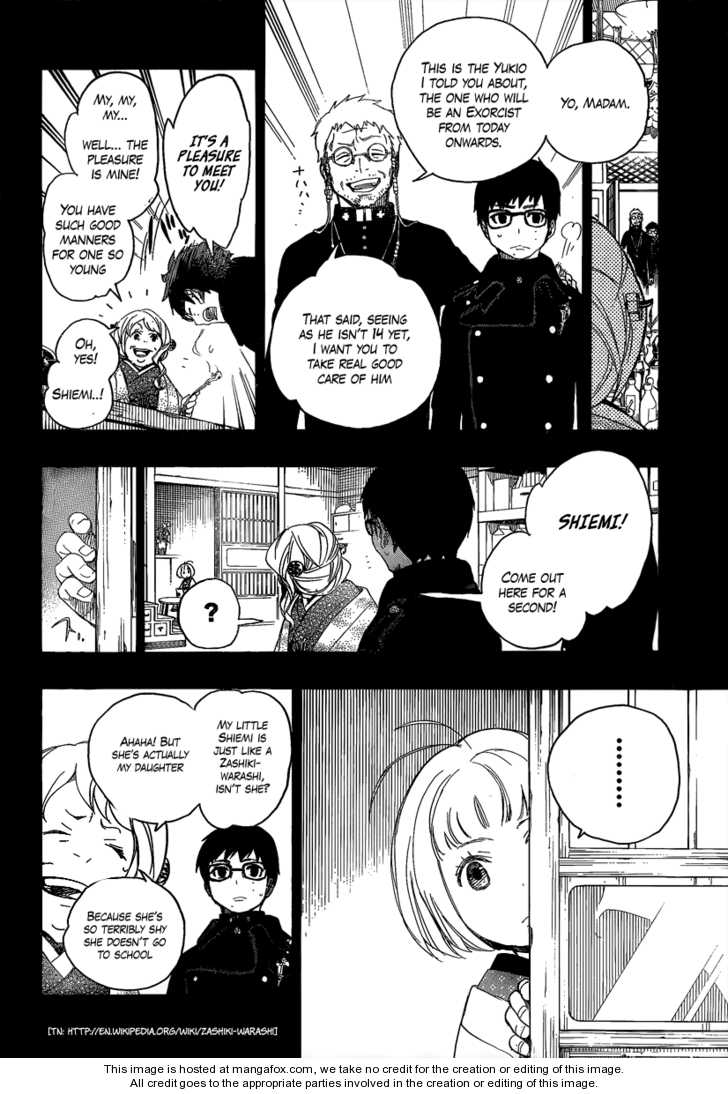 YO, MADAM.
THIS IS THE YUKIO
I TOLD YOU ABOUT,
THE ONE WHO WILL
BE AN EXORCIST
FROM TODAY
ONWARDS.
ハハハ
THAT SAID, SEEING
AS HE ISN'T 14 YET,
I WANT YOU TO
TAKE REAL GOOD
CARE OF HIM
IT'S A
PLEASURE
TO MEET
YOU!
MY, MY,
MY...
WELL... THE
PLEASURE
IS MINE!
YOU HAVE
SUCH GOOD
MANNERS
FOR ONE SO
YOUNG
OH,
YES!
SHIEMI..!
SHIEMI!
COME OUT
HERE FOR A
SECOND!
?
.........
MY LITTLE
SHIEMI IS
JUST LIKE A
ZASHIKI-
WARASHI,
ISN'T SHE?
AHAHA! BUT
SHE'S ACTUALLY
MY DAUGHTER
BECAUSE SHE'S
SO TERRIBLY SHY
SHE DOESN'T GO
TO SCHOOL
[TN: HTTP://EN.WIKIPEDIA.ORG/WIKI/ZASHIKI-WARASHI]
This image is hosted at mangafox.com, we take no credit for the creation or editing of this image.
All credit goes to the appropriate parties involved in the creation or editing of this image.